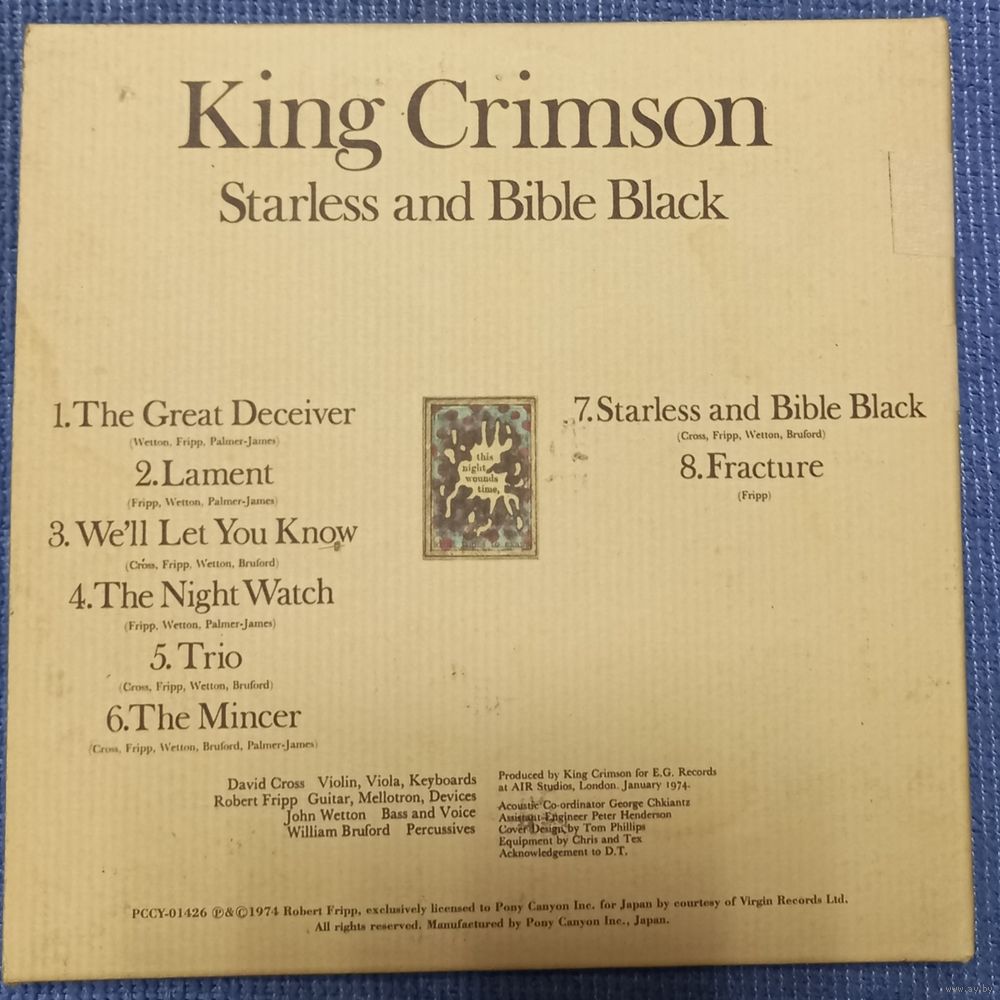 King Crimson
Starless and Bible Black
1.The Great Deceiver
(Wetton, Fripp, Palmer-James)
2.Lament
(Fripp, Wetton, Palmer-James)
3. We'll Let You Know
(Cross, Fripp, Wetton, Bruford)
4.The Night Watch
(Fripp, Wetton, Palmer-James)
5. Trio
(Cross, Fripp, Wetton, Bruford)
6.The Mincer
(Cross, Fripp, Wetton, Bruford, Palmer-James)
this
night
wounds
time,
7.Starless and Bible Black
(Cross, Fripp, Wetton, Bruford)
8.Fracture
(Fripp)
David Cross Violin, Viola, Keyboards
Robert Fripp Guitar, Mellotron, Devices
John Wetton Bass and Voice
William Bruford Percussives
Produced by King Crimson for E.G. Records
at AIR Studios, London. January 1974.
Acoustic Co-ordinator George Chkiantz
Assistant Engineer Peter Henderson
Cover Design by Tom Phillips
Equipment by Chris and Tex
Acknowledgement to D.T.
PCCY-01426 ℗&©1974 Robert Fripp, exclusively licensed to Pony Canyon Inc. for Japan by courtesy of Virgin Records Ltd.
All rights reserved. Manufactured by Pony Canyon Inc., Japan.
www.ay.by